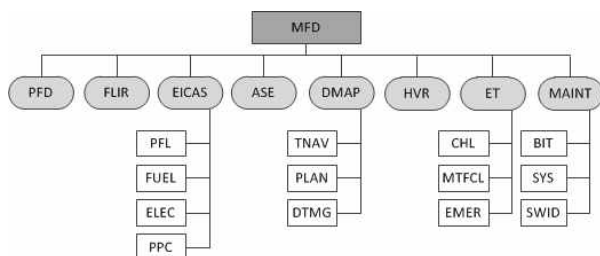 MFD
PFD FLIR EICAS ASE DMAP HVR ET MAINT
PFL TNAV CHL BIT
FUEL PLAN MTFCL SYS
ELEC DTMG EMER SWID
PPC